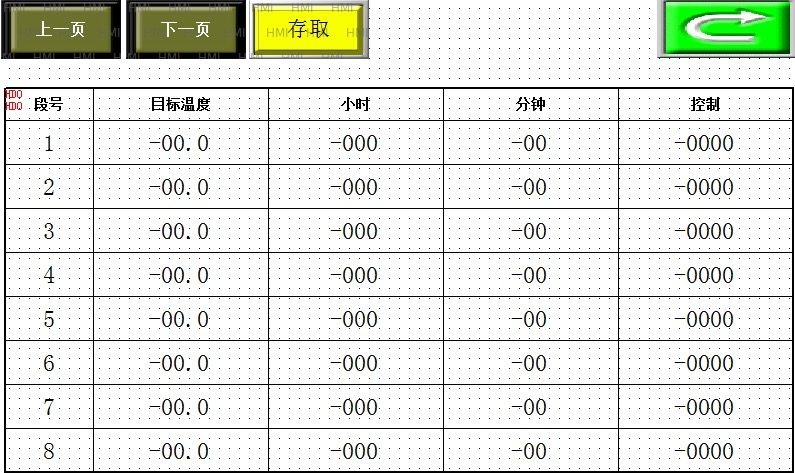 上一页 下一页 存取
HDO
HDO
段号 目标温度 小时 分钟 控制
1 -00.0 -000 -00 -0000
2 -00.0 -000 -00 -0000
3 -00.0 -000 -00 -0000
4 -00.0 -000 -00 -0000
5 -00.0 -000 -00 -0000
6 -00.0 -000 -00 -0000
7 -00.0 -000 -00 -0000
8 -00.0 -000 -00 -0000